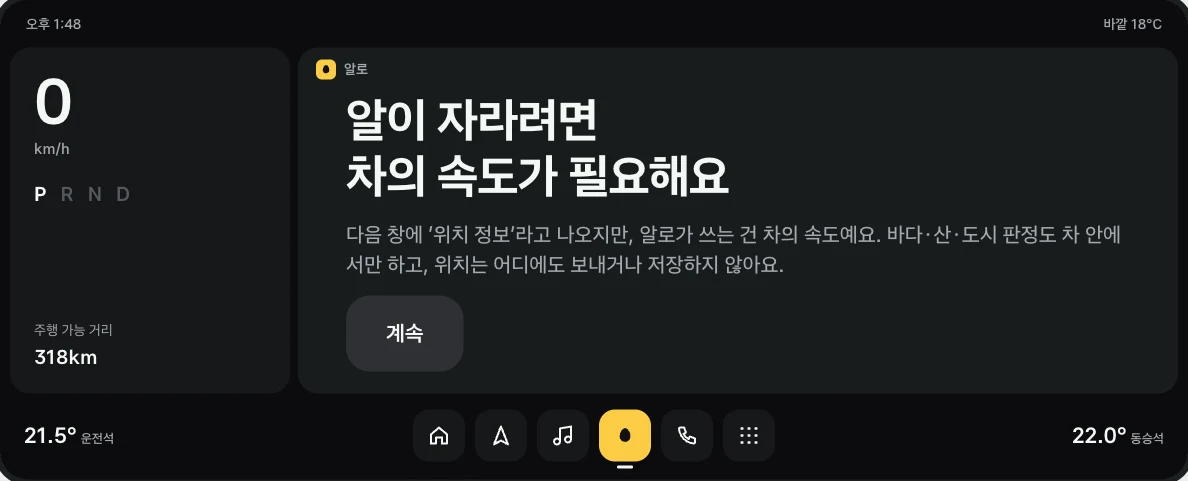 오후 1:48
바깥 18°C
0
km/h
P R N D
주행 가능 거리
318km
알로
알이 자라려면
차의 속도가 필요해요
다음 창에 '위치 정보'라고 나오지만, 알로가 쓰는 건 차의 속도예요. 바다·산·도시 판정도 차 안에
서만 하고, 위치는 어디에도 보내거나 저장하지 않아요.
계속
21.5° 운전석
22.0° 동승석